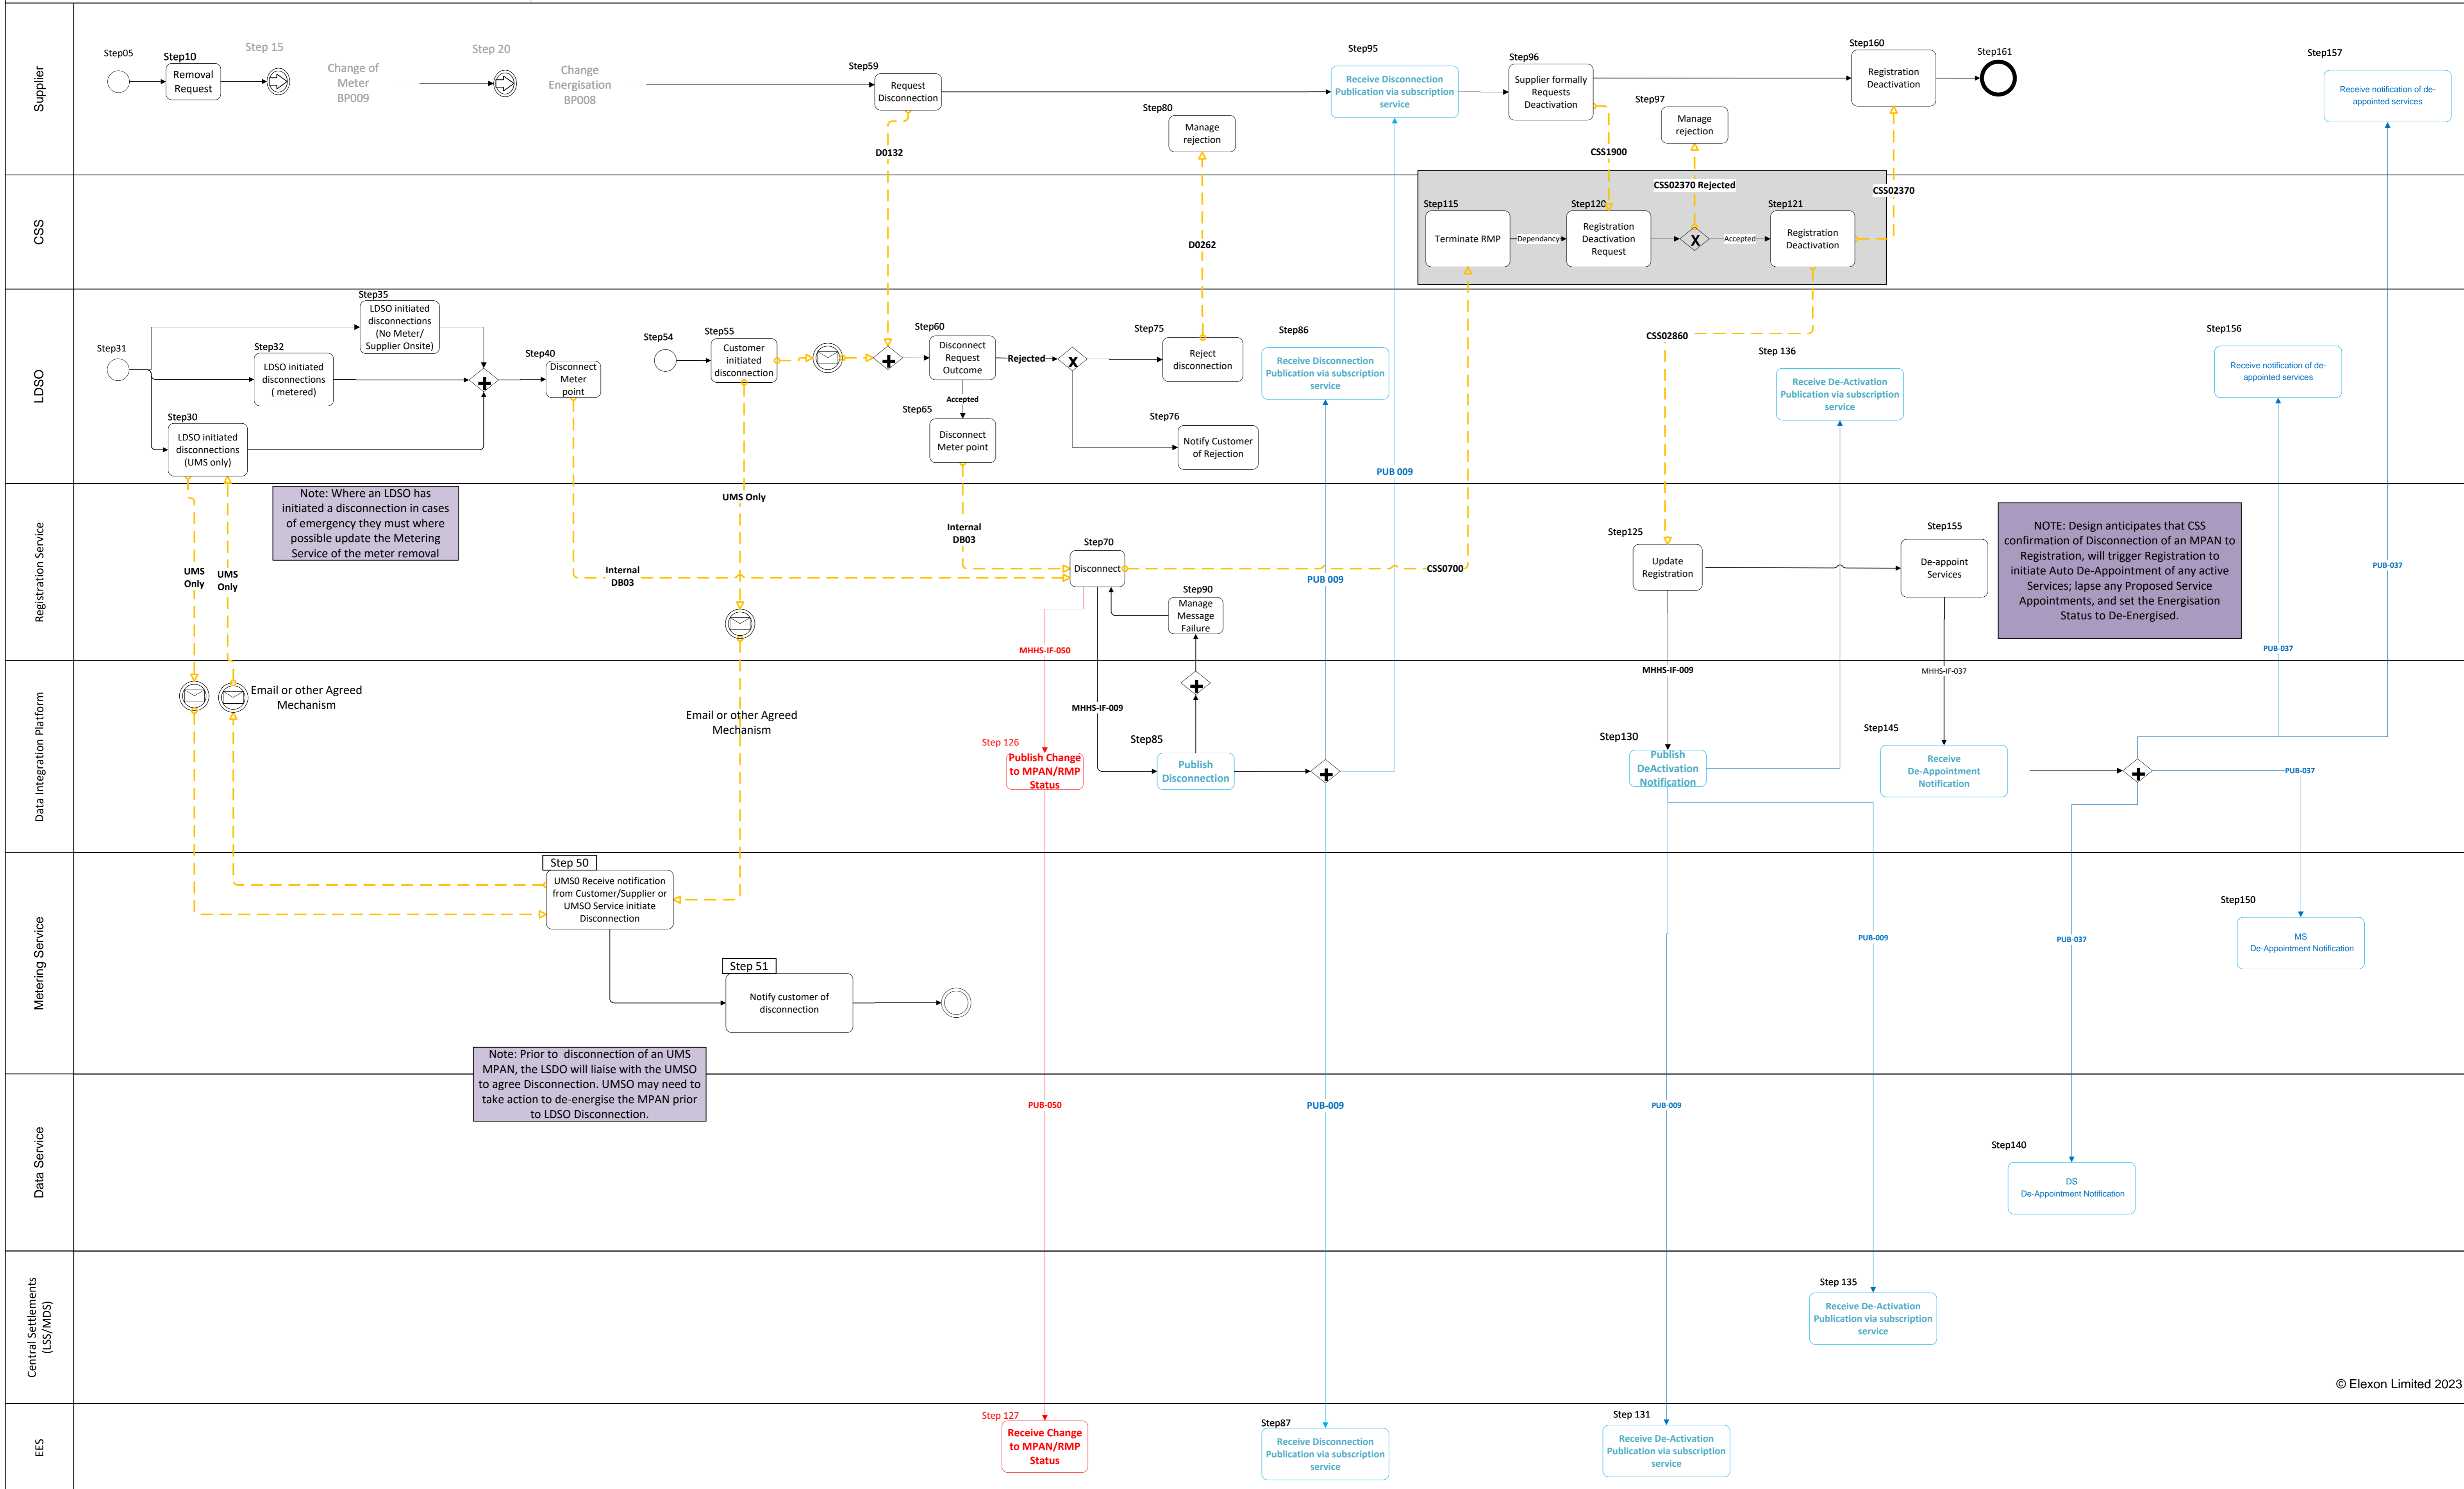 Supplier
Step05
Step10
Removal
Request
Step 15
Change of
Meter
BP009
Step 20
Change
Energisation
BP008
Step59
Request
Disconnection
D0132
Step80
Manage
rejection
Step95
Receive Disconnection
Publication via subscription
service
Step96
Supplier formally
Requests
Deactivation
CSS1900
Step97
Manage
rejection
Step160
Registration
Deactivation
Step161
Step157
Receive notification of de-
appointed services
CSS
D0262
CSS02370 Rejected
CSS02370
Step115
Terminate RMP
Dependancy
Step120
Registration
Deactivation
Request
X
Accepted
Step121
Registration
Deactivation
LDSO
Step31
Step35
LDSO initiated
disconnections
(No Meter/
Supplier Onsite)
Step32
LDSO initiated
disconnections
( metered)
Step30
LDSO initiated
disconnections
(UMS only)
Step40
Disconnect
Meter
point
Step54
Step55
Customer
initiated
disconnection
Step60
Disconnect
Request
Outcome
Rejected
X
Accepted
Step65
Disconnect
Meter point
Step75
Reject
disconnection
Step76
Notify Customer
of Rejection
Step86
Receive Disconnection
Publication via subscription
service
PUB 009
CSS02860
Step 136
Receive De-Activation
Publication via subscription
service
Step156
Receive notification of de-
appointed services
Registration Service
Note: Where an LDSO has
initiated a disconnection in cases
of emergency they must where
possible update the Metering
Service of the meter removal
UMS
Only
UMS
Only
Internal
DB03
UMS Only
Internal
DB03
Step70
Disconnect
Step90
Manage
Message
Failure
MHHS-IF-050
PUB 009
CSS0700
Step125
Update
Registration
Step155
De-appoint
Services
NOTE: Design anticipates that CSS
confirmation of Disconnection of an MPAN to
Registration, will trigger Registration to
initiate Auto De-Appointment of any active
Services; lapse any Proposed Service
Appointments, and set the Energisation
Status to De-Energised.
PUB-037
PUB-037
Data Integration Platform
Email or other Agreed
Mechanism
Email or other Agreed
Mechanism
MHHS-IF-009
Step 126
Publish Change
to MPAN/RMP
Status
Step85
Publish
Disconnection
MHHS-IF-009
Step130
Publish
DeActivation
Notification
MHHS-IF-037
Step145
Receive
De-Appointment
Notification
PUB-037
Metering Service
Step 50
UMS0 Receive notification
from Customer/Supplier or
UMSO Service initiate
Disconnection
Step 51
Notify customer of
disconnection
PUB-009
PUB-037
Step150
MS
De-Appointment Notification
Note: Prior to disconnection of an UMS
MPAN, the LSDO will liaise with the UMSO
to agree Disconnection. UMSO may need to
take action to de-energise the MPAN prior
to LDSO Disconnection.
Data Service
PUB-050
PUB-009
PUB-009
Step140
DS
De-Appointment Notification
Central Settlements
(LSS/MDS)
Step 135
Receive De-Activation
Publication via subscription
service
© Elexon Limited 2023
EES
Step 127
Receive Change
to MPAN/RMP
Status
Step87
Receive Disconnection
Publication via subscription
service
Step 131
Receive De-Activation
Publication via subscription
service